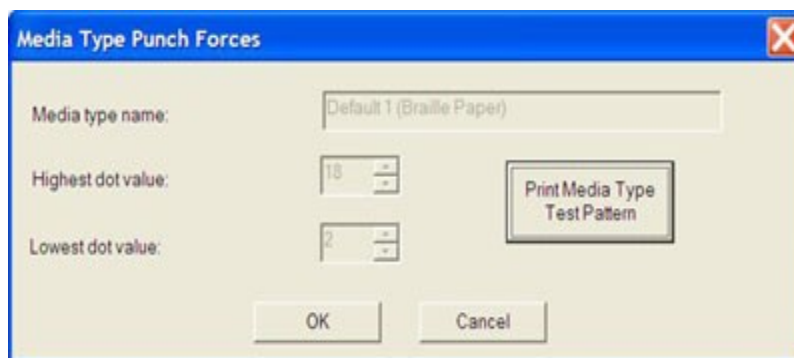 Media Type Punch Forces
Media type name:
Default 1 (Braille Paper)
Highest dot value:
18
Print Media Type
Test Pattern
Lowest dot value:
2
OK
Cancel